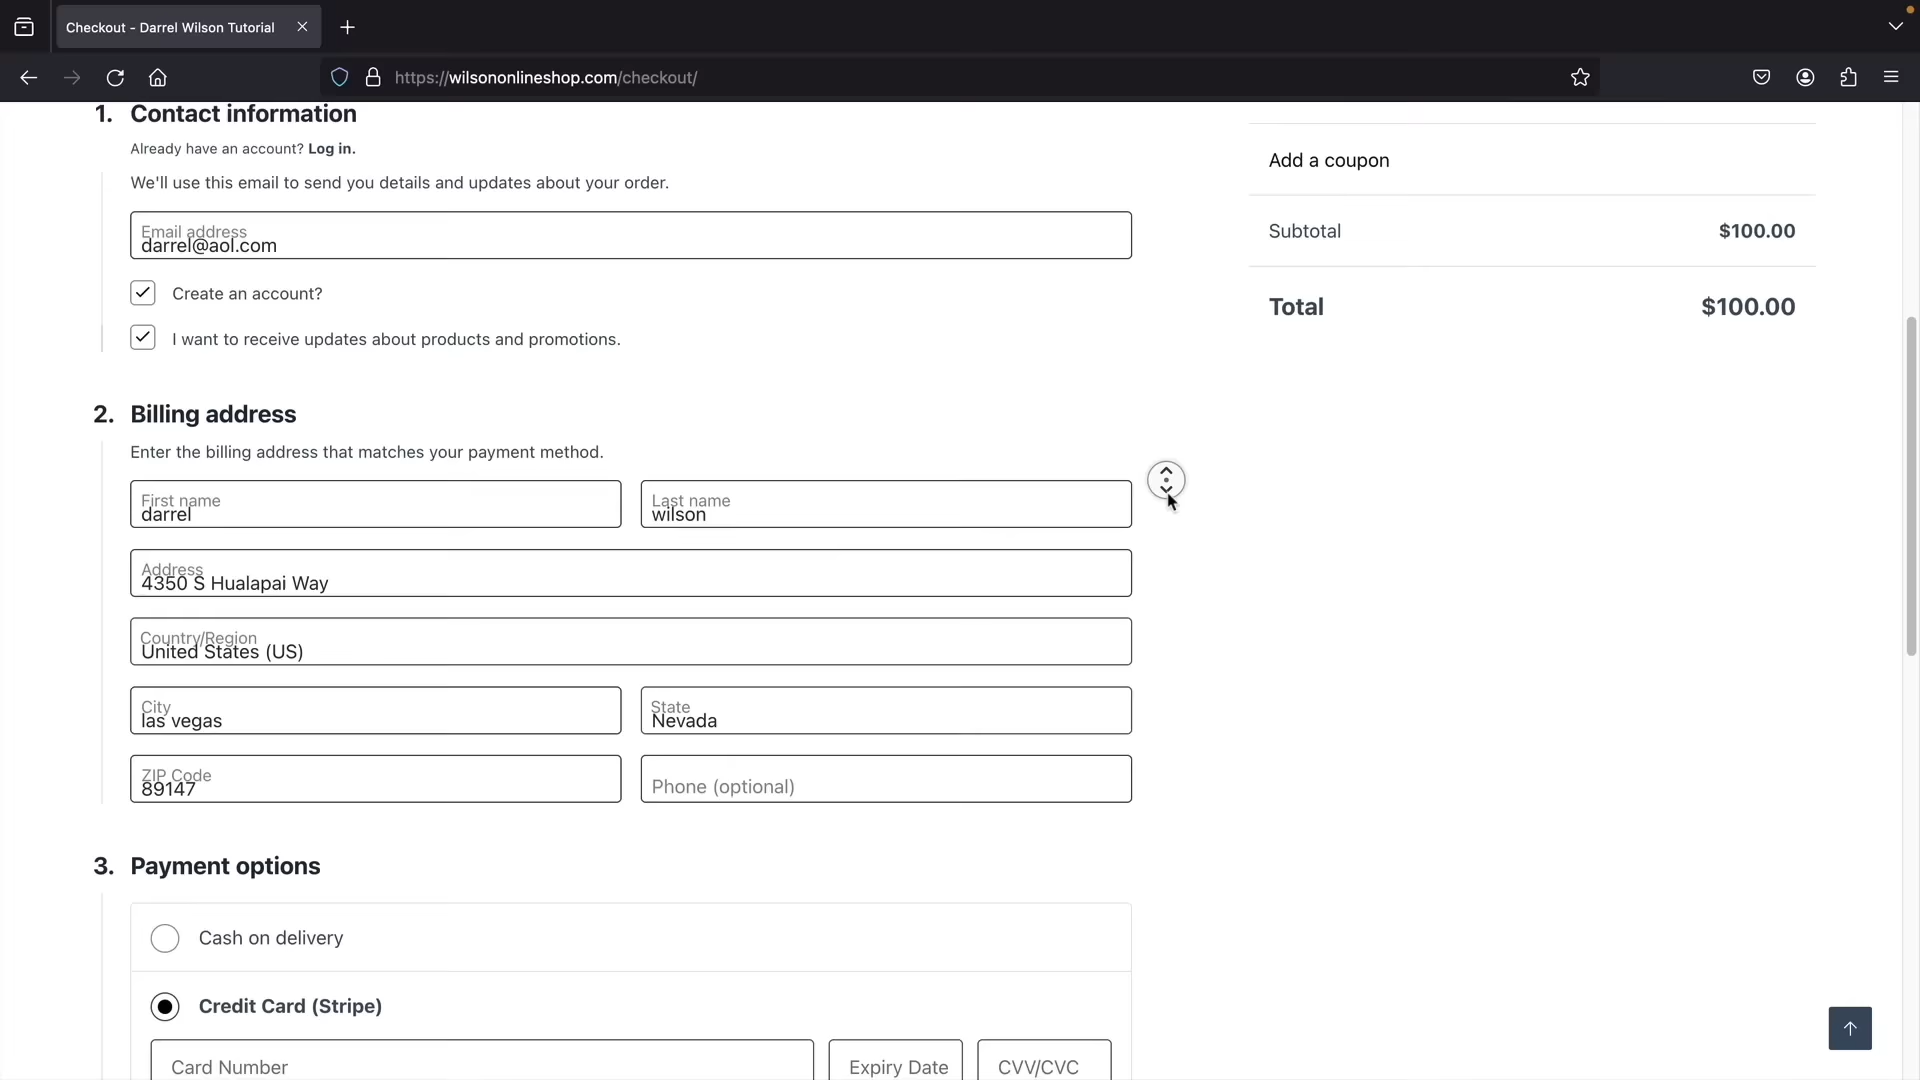 Checkout - Darrel Wilson Tutorial
https://wilsononlineshop.com/checkout/
1. Contact information
Already have an account? Log in.
We'll use this email to send you details and updates about your order.
Email address
darrel@aol.com
Create an account?
I want to receive updates about products and promotions.
2. Billing address
Enter the billing address that matches your payment method.
First name
darrel
Last name
wilson
Address
4350 S Hualapai Way
Country/Region
United States (US)
City
las vegas
State
Nevada
ZIP Code
89147
Phone (optional)
3. Payment options
Cash on delivery
Credit Card (Stripe)
Card Number
Expiry Date
CVV/CVC
Add a coupon
Subtotal $100.00
Total $100.00